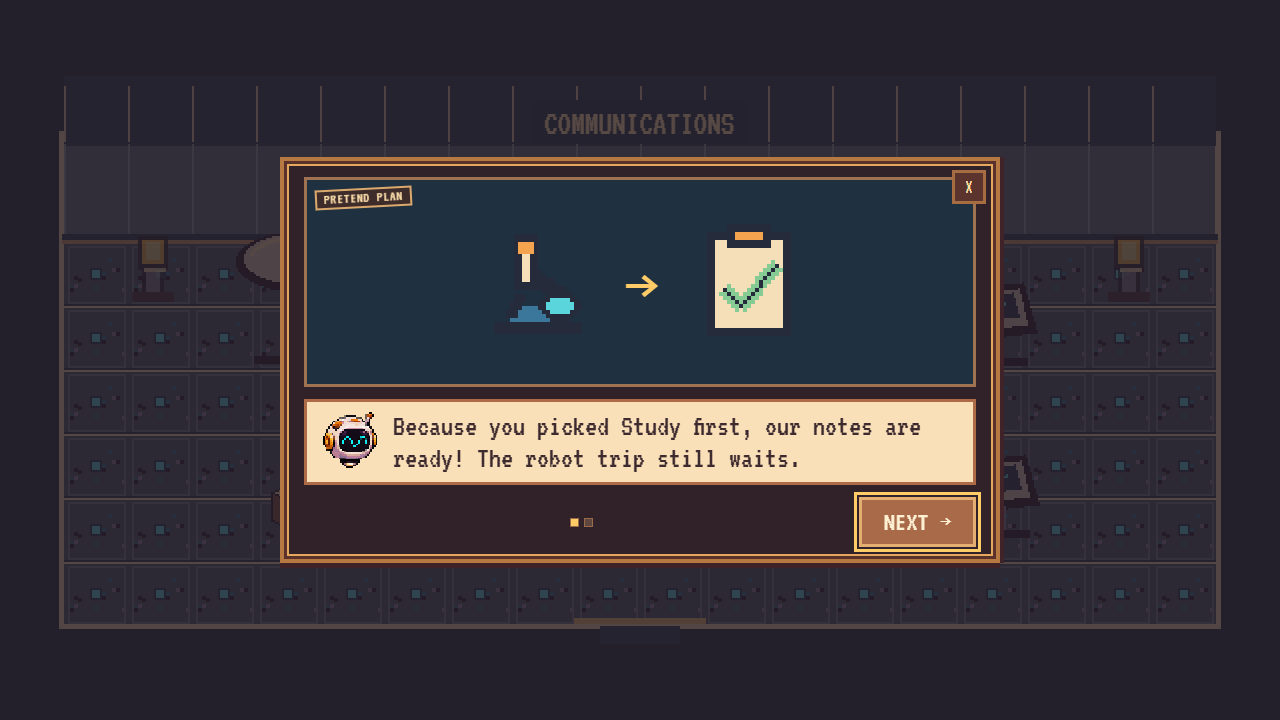 COMMUNICATIONS
PRETEND PLAN
X
Because you picked Study first, our notes are
ready! The robot trip still waits.
NEXT →